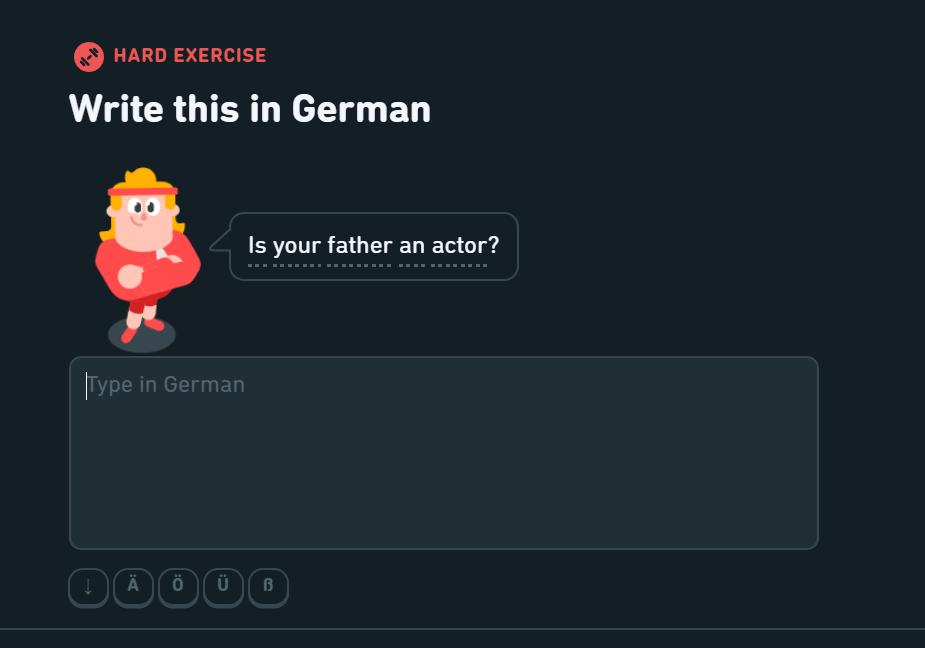 HARD EXERCISE
Write this in German
Is your father an actor?
Type in German
↓ Ä Ö Ü ß